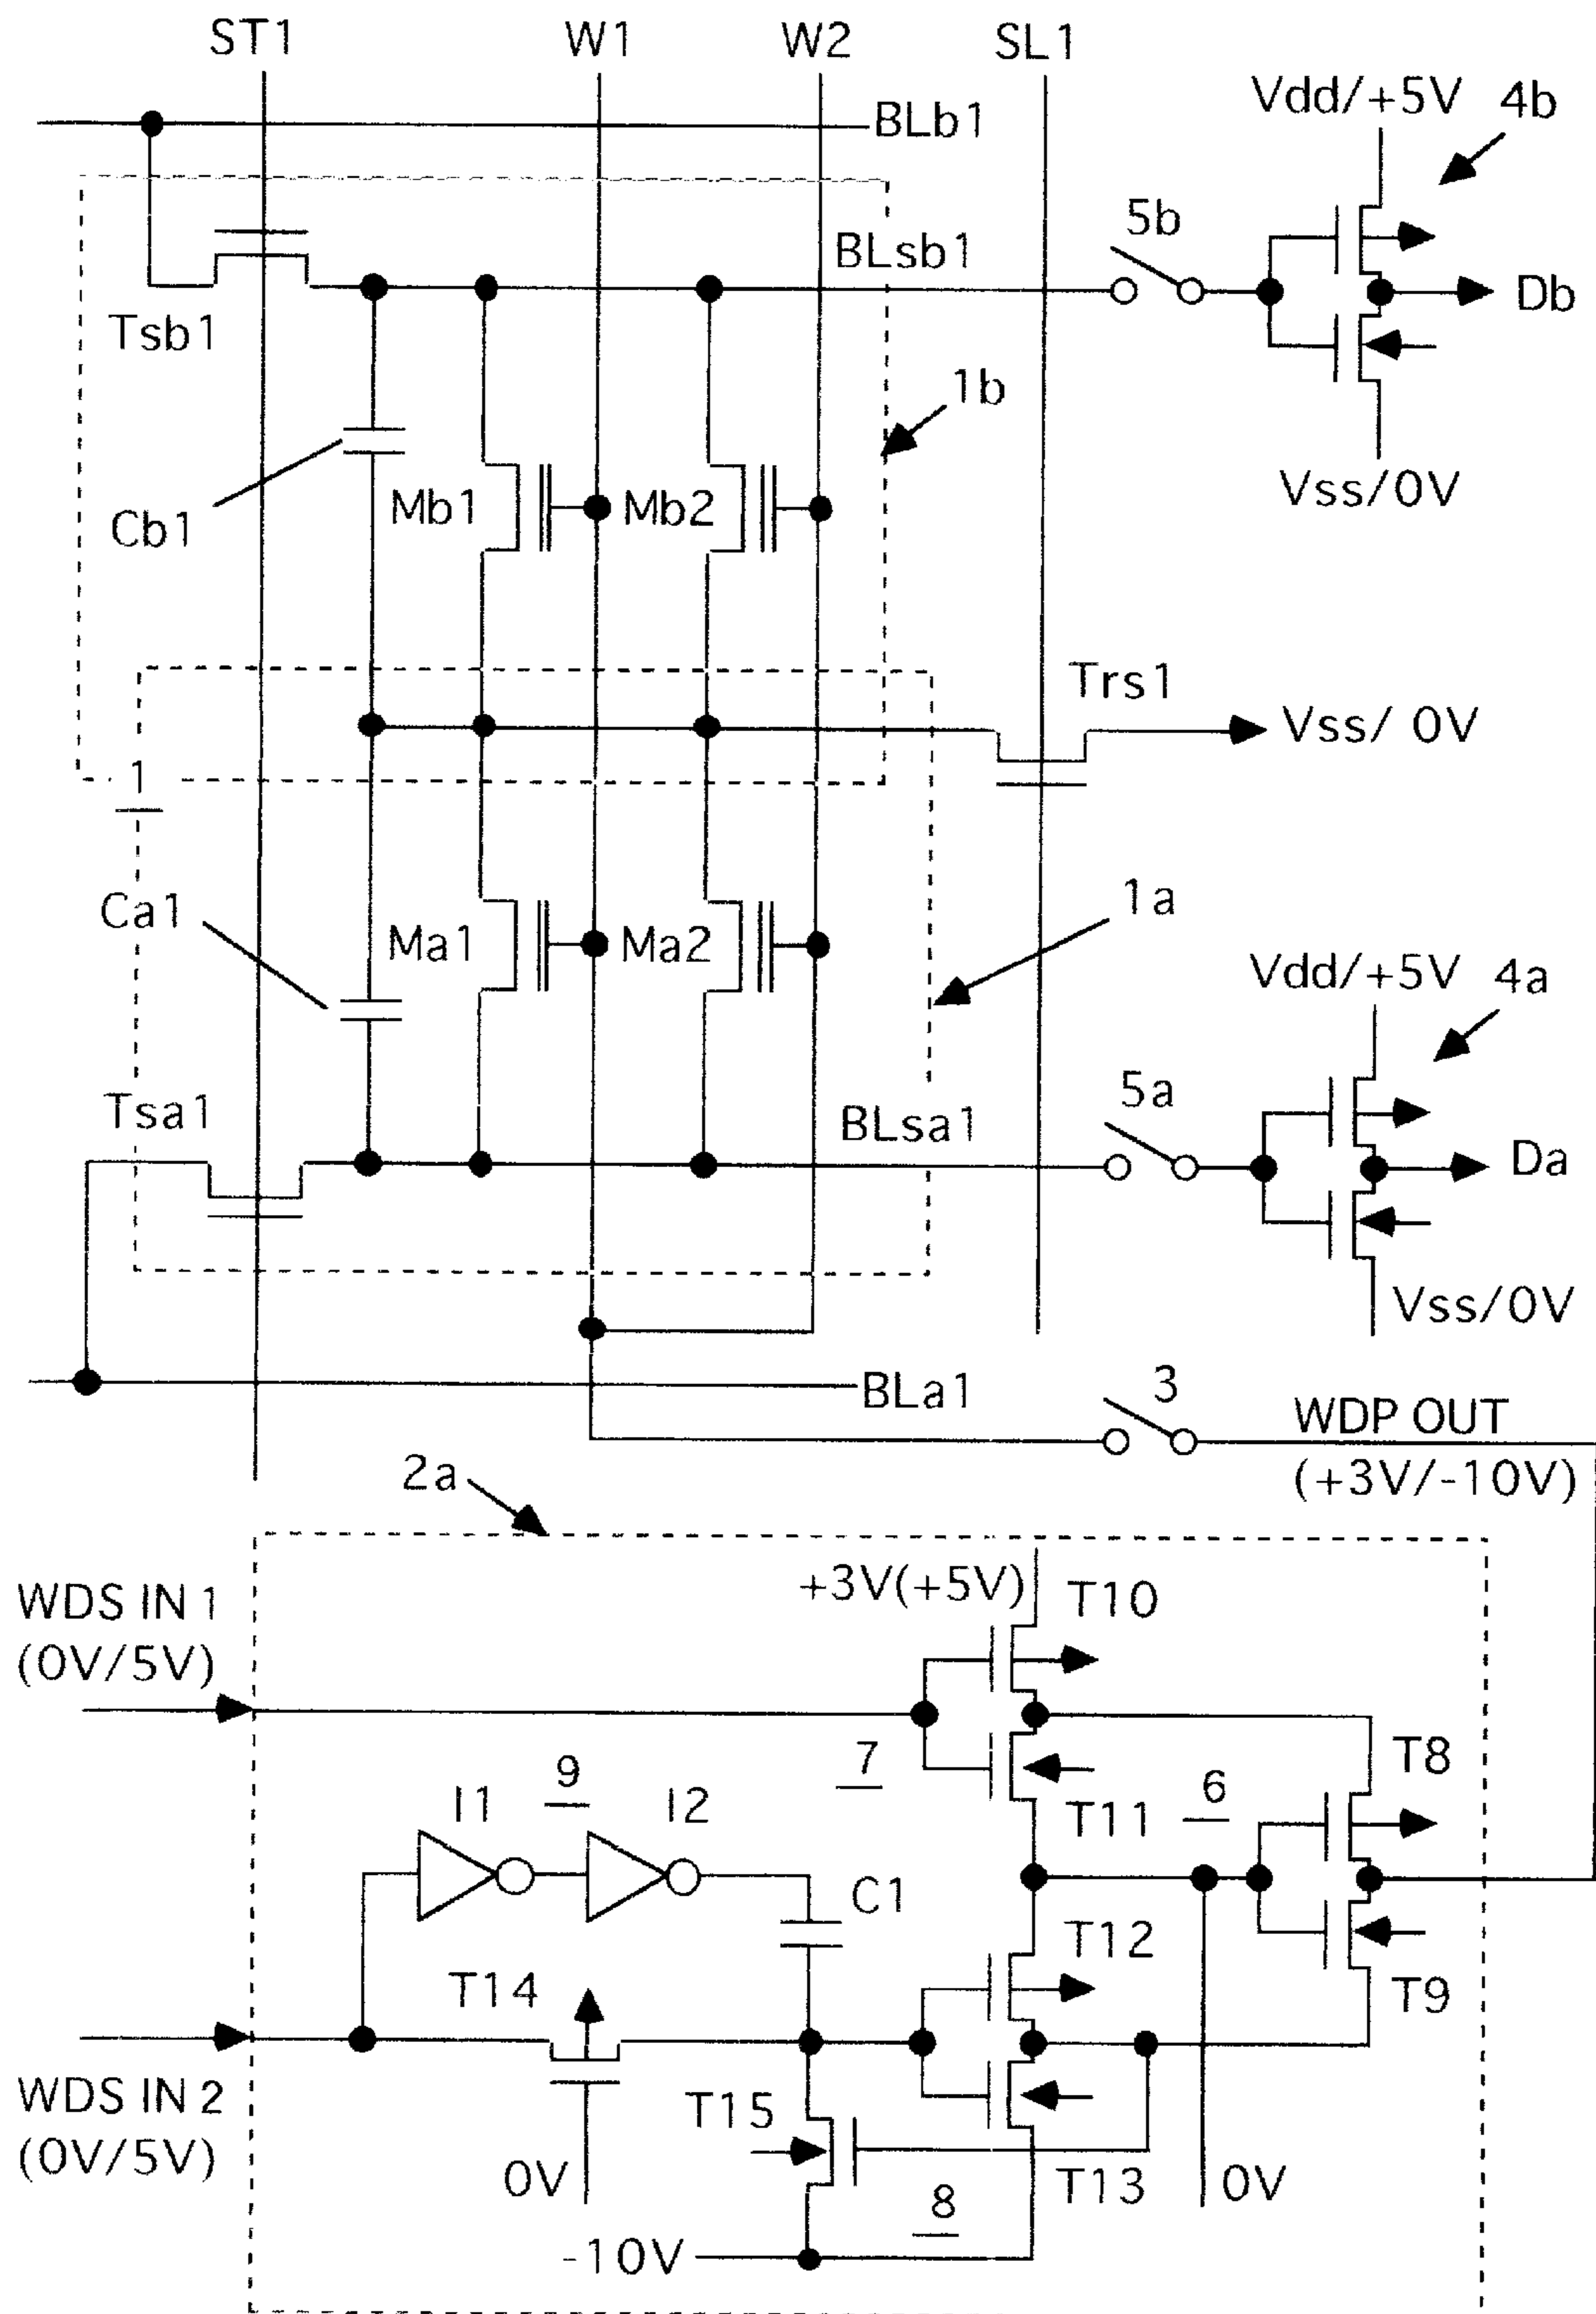 ST1
W1
W2
SL1
Vdd/+5V
4b
BLb1
5b
BLsb1
Db
Tsb1
1b
Mb1
Mb2
Vss/0V
Cb1
Trs1
Vss/ 0V
1
Ca1
1a
Ma1
Ma2
Vdd/+5V
4a
5a
Tsa1
BLsa1
Da
Vss/0V
BLa1
3
WDP OUT
(+3V/-10V)
2a
+3V(+5V)
T10
WDS IN 1
(0V/5V)
7
T8
I1
9
I2
T11
6
C1
T12
T14
T9
WDS IN 2
(0V/5V)
T15
0V
T13
0V
8
-10V